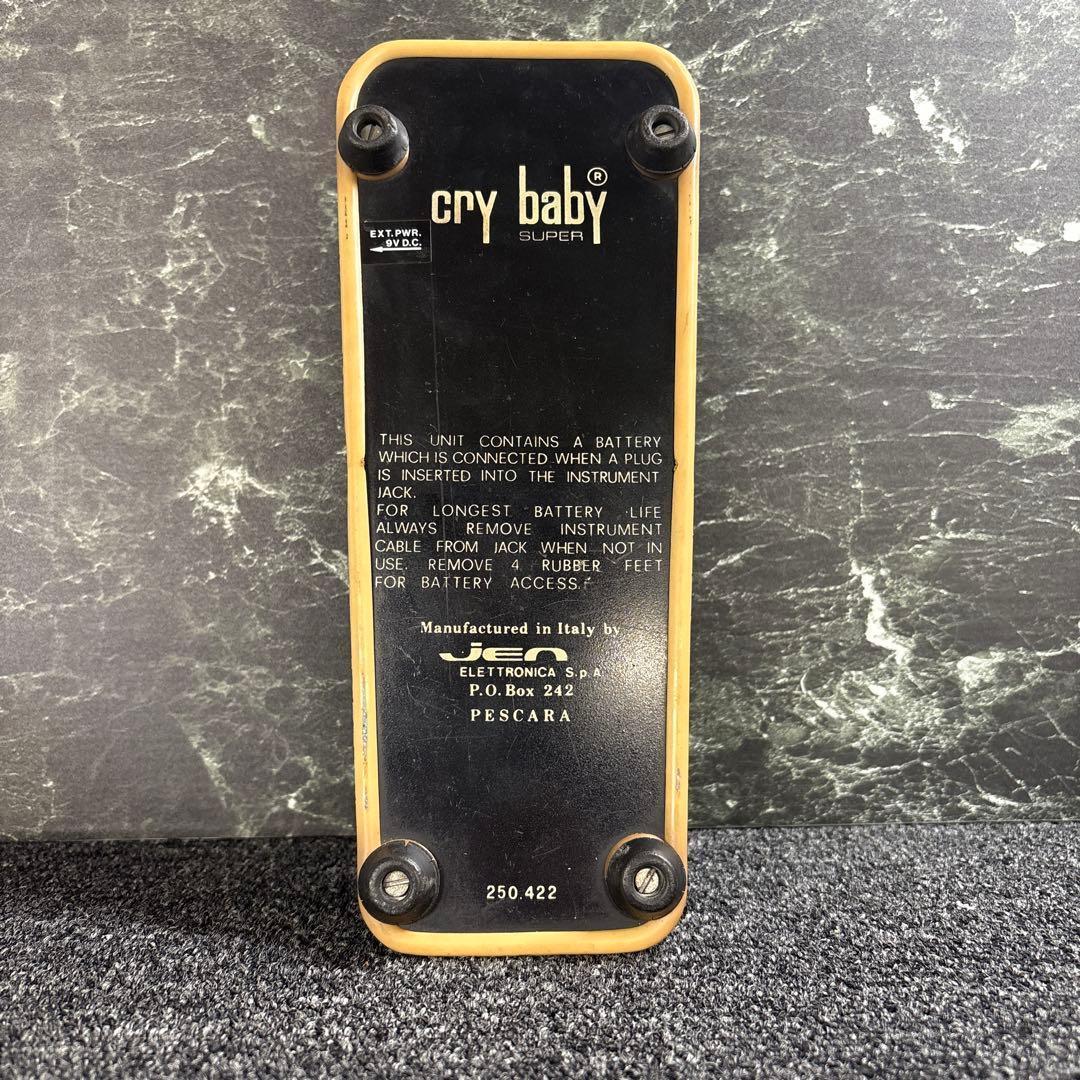 cry baby®
SUPER
EXT.PWR.
9V D.C.
THIS UNIT CONTAINS A BATTERY
WHICH IS CONNECTED WHEN A PLUG
IS INSERTED INTO THE INSTRUMENT
JACK.
FOR LONGEST BATTERY LIFE
ALWAYS REMOVE INSTRUMENT
CABLE FROM JACK WHEN NOT IN
USE. REMOVE 4 RUBBER FEET
FOR BATTERY ACCESS.
Manufactured in Italy by
Jen
ELETTRONICA S.p.A
P.O. Box 242
PESCARA
250.422